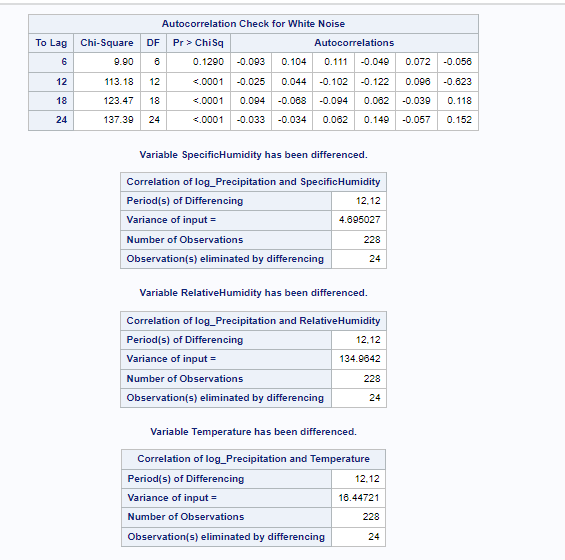 Autocorrelation Check for White Noise
To Lag Chi-Square DF Pr > ChiSq Autocorrelations
6 9.90 6 0.1290 -0.093 0.104 0.111 -0.049 0.072 -0.056
12 113.18 12 <.0001 -0.025 0.044 -0.102 -0.122 0.096 -0.623
18 123.47 18 <.0001 0.094 -0.068 -0.094 0.062 -0.039 0.118
24 137.39 24 <.0001 -0.033 -0.034 0.062 0.149 -0.057 0.152
Variable SpecificHumidity has been differenced.
Correlation of log_Precipitation and SpecificHumidity
Period(s) of Differencing 12,12
Variance of input = 4.695027
Number of Observations 228
Observation(s) eliminated by differencing 24
Variable RelativeHumidity has been differenced.
Correlation of log_Precipitation and RelativeHumidity
Period(s) of Differencing 12,12
Variance of input = 134.9642
Number of Observations 228
Observation(s) eliminated by differencing 24
Variable Temperature has been differenced.
Correlation of log_Precipitation and Temperature
Period(s) of Differencing 12,12
Variance of input = 16.44721
Number of Observations 228
Observation(s) eliminated by differencing 24